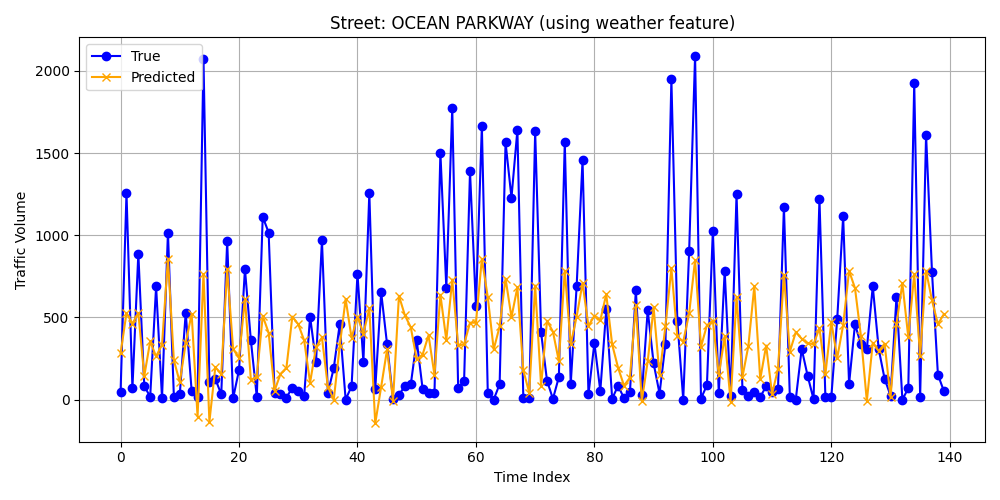 Street: OCEAN PARKWAY (using weather feature)
True
Predicted
Traffic Volume
2000
1500
1000
500
0
0 20 40 60 80 100 120 140
Time Index